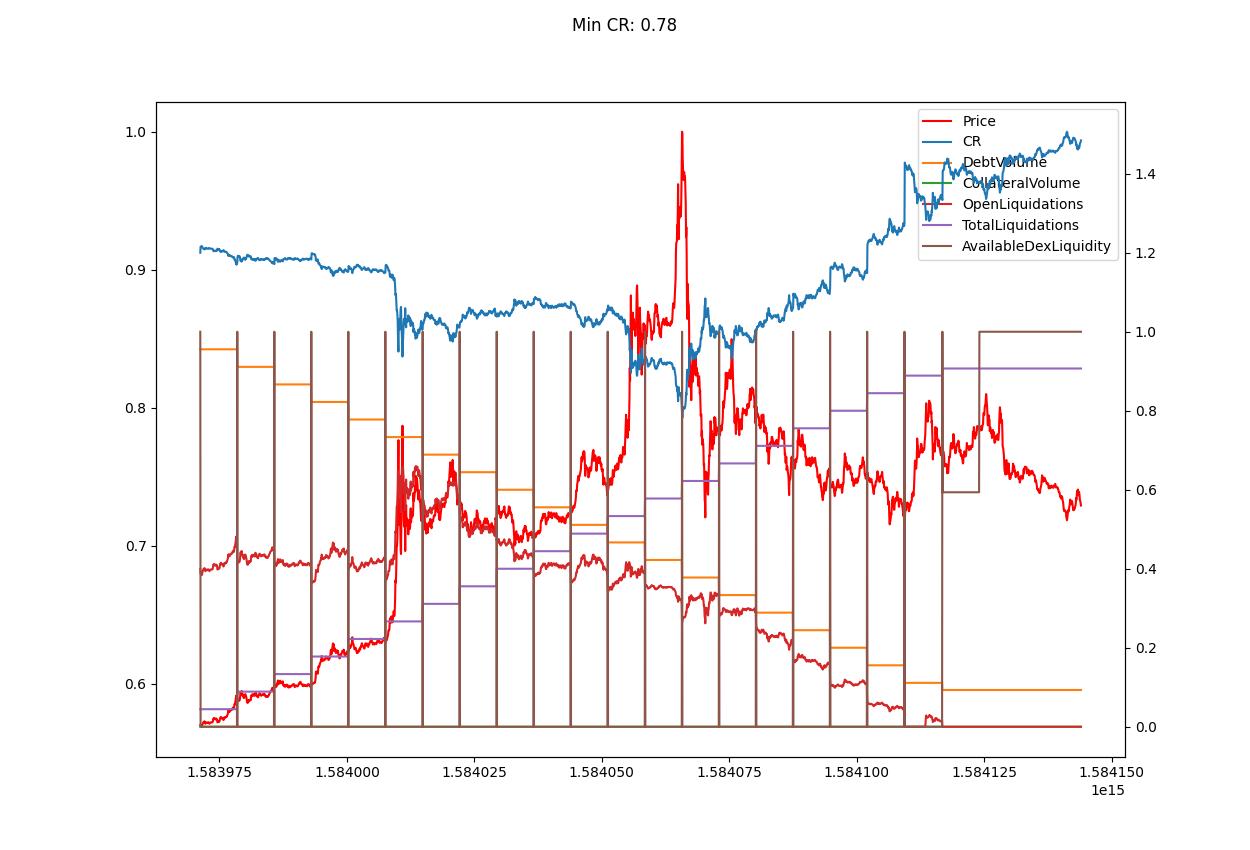 Min CR: 0.78
1.0
0.9
0.8
0.7
0.6
1.4
1.2
1.0
0.8
0.6
0.4
0.2
0.0
Price
CR
DebtVolume
CollateralVolume
OpenLiquidations
TotalLiquidations
AvailableDexLiquidity
1.583975 1.584000 1.584025 1.584050 1.584075 1.584100 1.584125 1.584150
1e15